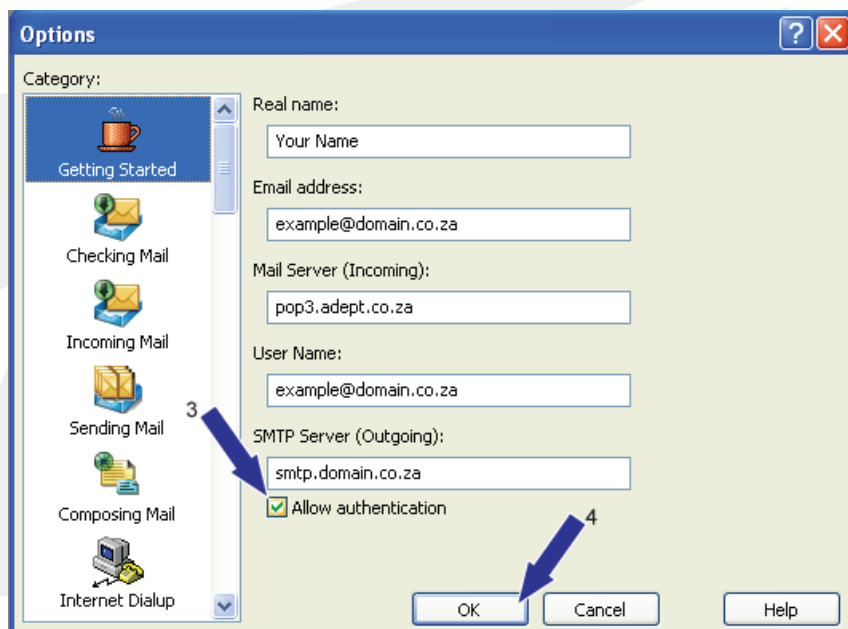 Options
Category:
Getting Started
Checking Mail
Incoming Mail
Sending Mail
Composing Mail
Internet Dialup
Real name:
Your Name
Email address:
example@domain.co.za
Mail Server (Incoming):
pop3.adept.co.za
User Name:
example@domain.co.za
3
SMTP Server (Outgoing):
smtp.domain.co.za
Allow authentication
4
OK
Cancel
Help